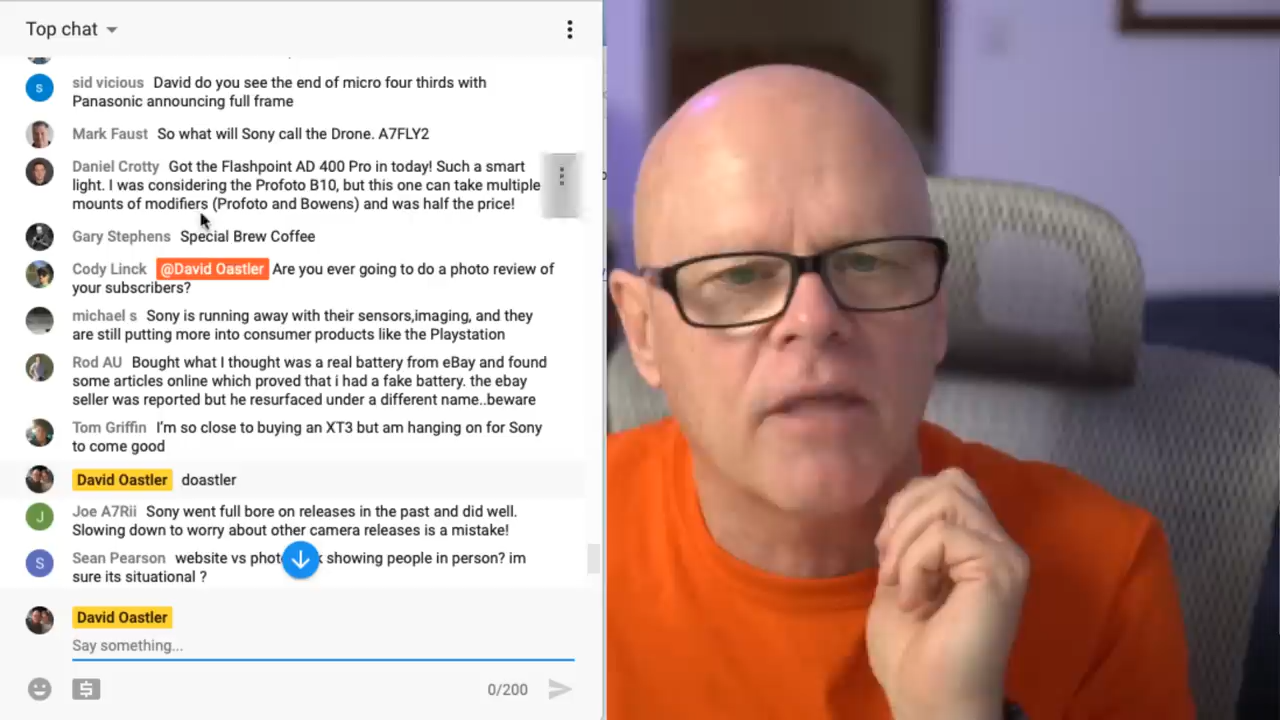 Top chat
sid vicious David do you see the end of micro four thirds with
Panasonic announcing full frame
Mark Faust So what will Sony call the Drone. A7FLY2
Daniel Crotty Got the Flashpoint AD 400 Pro in today! Such a smart
light. I was considering the Profoto B10, but this one can take multiple
mounts of modifiers (Profoto and Bowens) and was half the price!
Gary Stephens Special Brew Coffee
Cody Linck @David Oastler Are you ever going to do a photo review of
your subscribers?
michael s Sony is running away with their sensors,imaging, and they
are still putting more into consumer products like the Playstation
Rod AU Bought what I thought was a real battery from eBay and found
some articles online which proved that i had a fake battery. the ebay
seller was reported but he resurfaced under a different name..beware
Tom Griffin I'm so close to buying an XT3 but am hanging on for Sony
to come good
David Oastler doastler
J
Joe A7Rii Sony went full bore on releases in the past and did well.
Slowing down to worry about other camera releases is a mistake!
S
Sean Pearson website vs showing people in person? im
sure its situational ?
David Oastler
Say something...
0/200